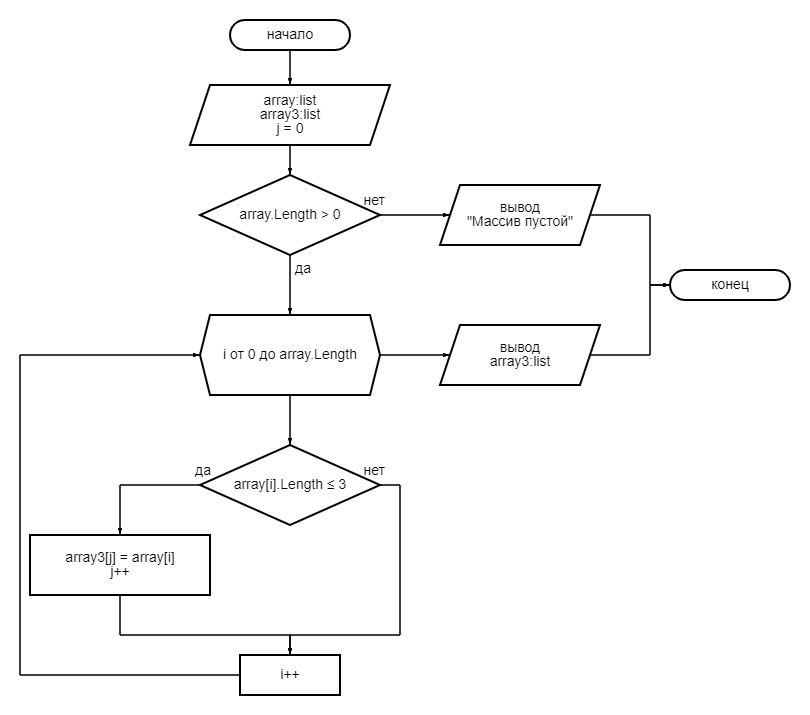 начало
array:list
array3:list
j = 0
array.Length > 0
нет
вывод
"Массив пустой"
да
конец
i от 0 до array.Length
вывод
array3:list
да
array[i].Length ≤ 3
нет
array3[j] = array[i]
j++
i++